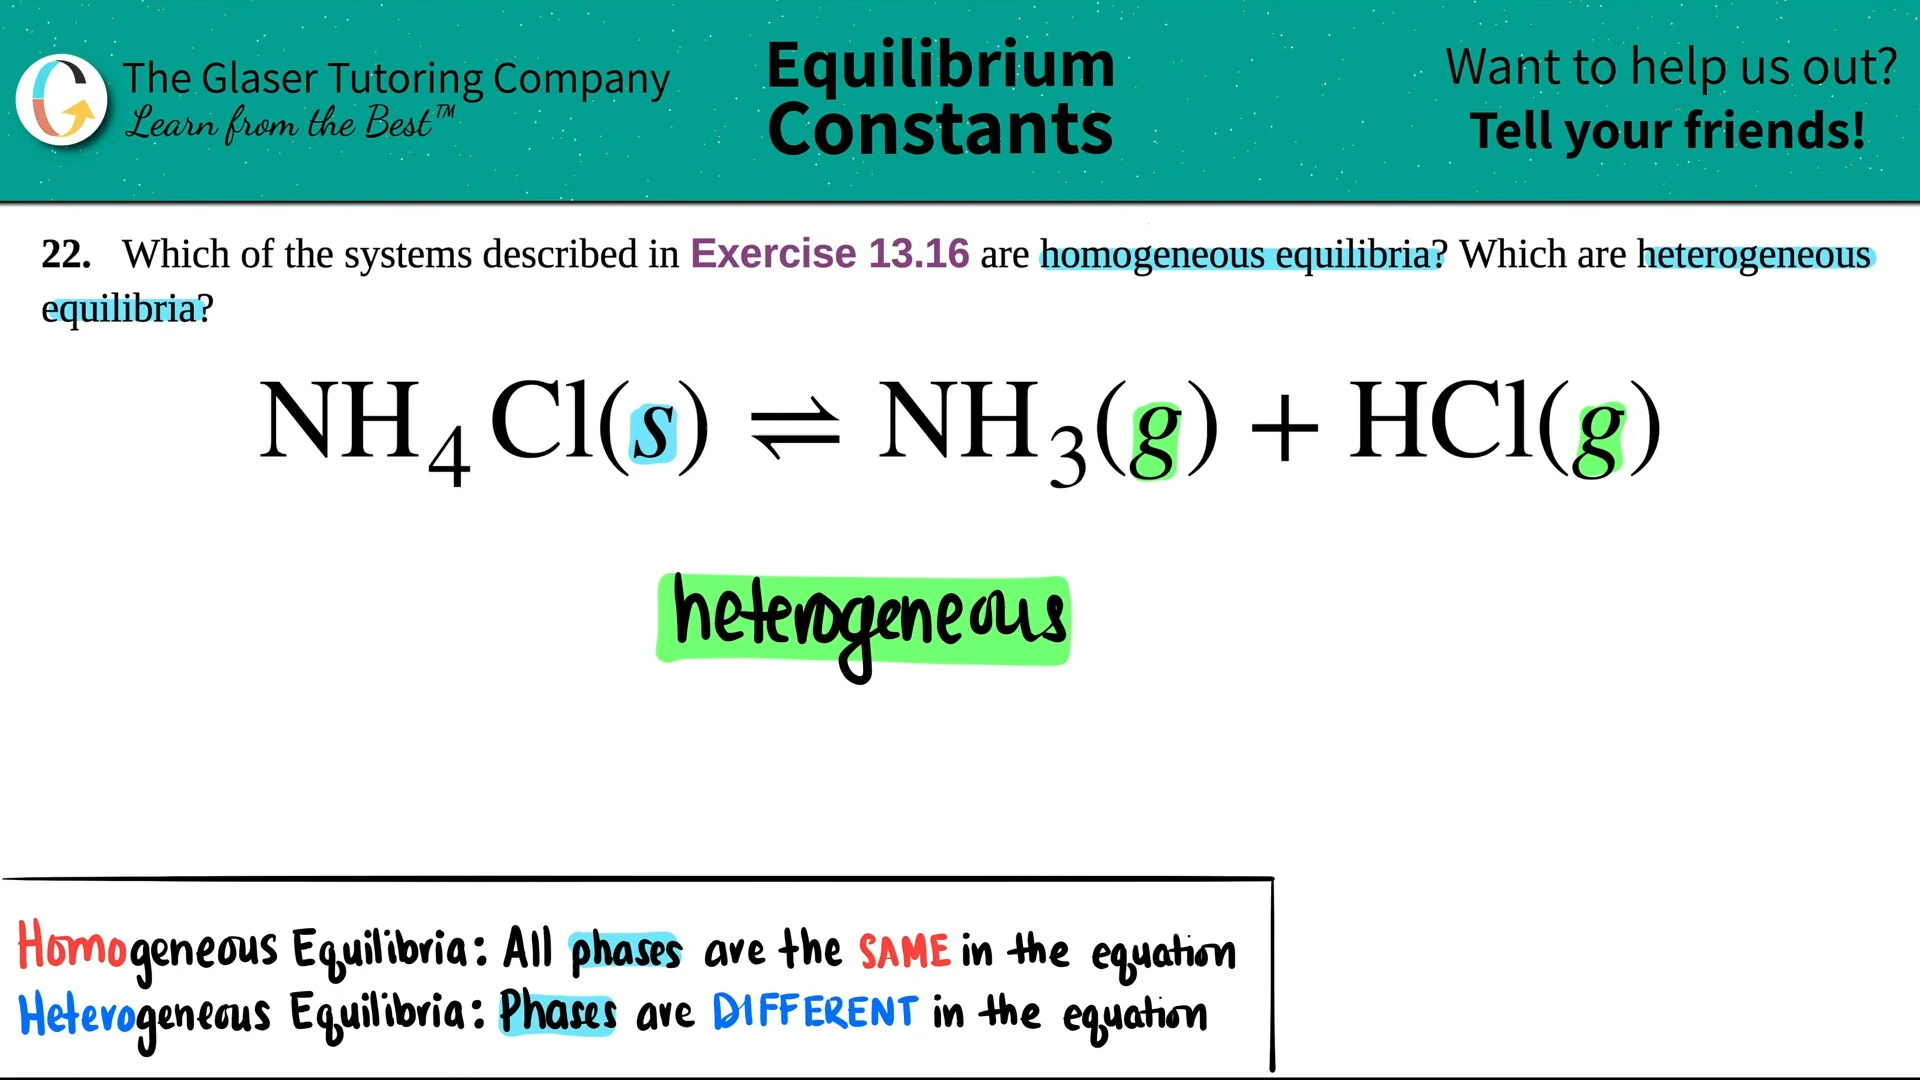 The Glaser Tutoring Company
Learn from the Best™
Equilibrium
Constants
Want to help us out?
Tell your friends!
22. Which of the systems described in Exercise 13.16 are homogeneous equilibria? Which are heterogeneous
equilibria?
NH₄Cl(s) ⇌ NH₃(g) + HCl(g)
heterogeneous
Homogeneous Equilibria: All phases are the SAME in the equation
Heterogeneous Equilibria: Phases are DIFFERENT in the equation